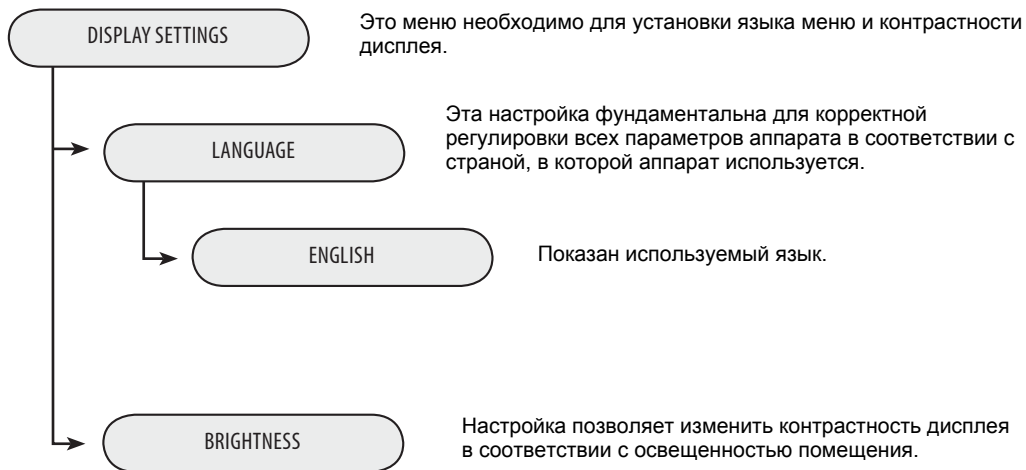 DISPLAY SETTINGS
Это меню необходимо для установки языка меню и контрастности
дисплея.
LANGUAGE
Эта настройка фундаментальна для корректной
регулировки всех параметров аппарата в соответствии с
страной, в которой аппарат используется.
ENGLISH
Показан используемый язык.
BRIGHTNESS
Настройка позволяет изменить контрастность дисплея
в соответствии с освещенностью помещения.